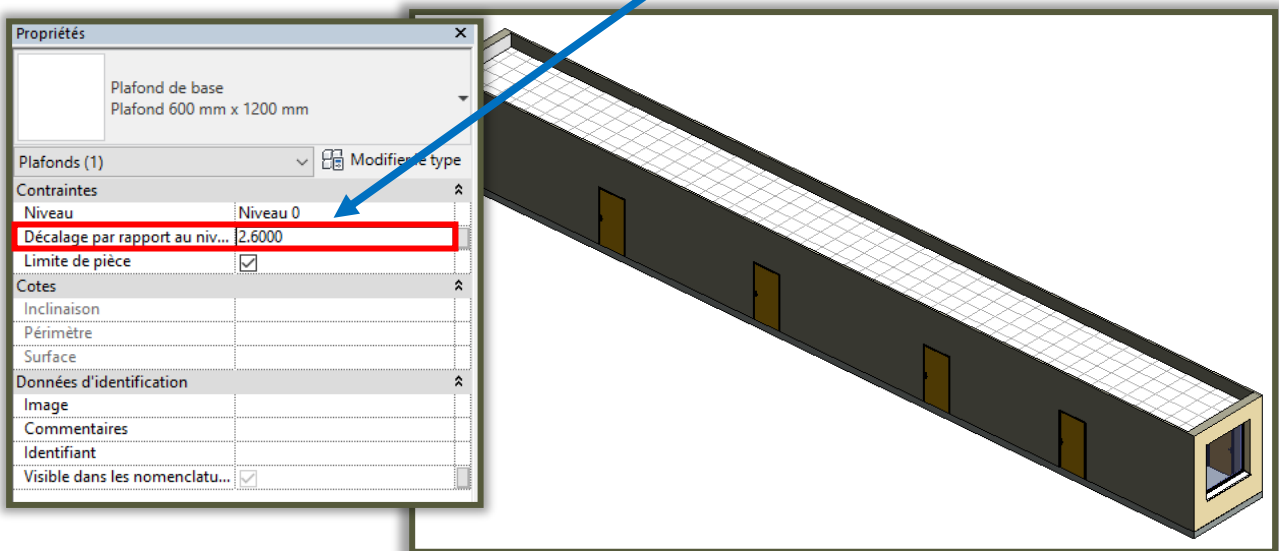 Propriétés
Plafond de base
Plafond 600 mm x 1200 mm
Plafonds (1) Modifier le type
Contraintes
Niveau Niveau 0
Décalage par rapport au niv... 2.6000
Limite de pièce
Cotes
Inclinaison
Périmètre
Surface
Données d'identification
Image
Commentaires
Identifiant
Visible dans les nomenclatu...